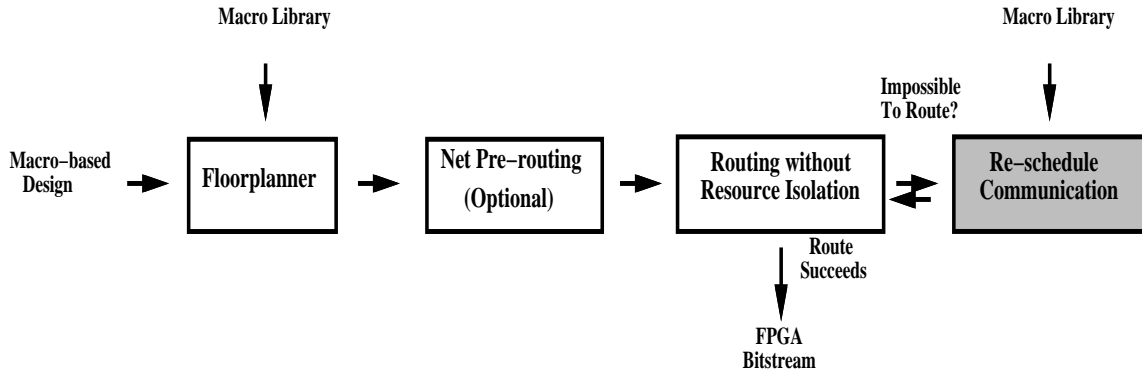 Macro Library
Macro Library
Impossible
To Route?
Macro−based
Design
Floorplanner
Net Pre−routing
(Optional)
Routing without
Resource Isolation
Re−schedule
Communication
Route
Succeeds
FPGA
Bitstream